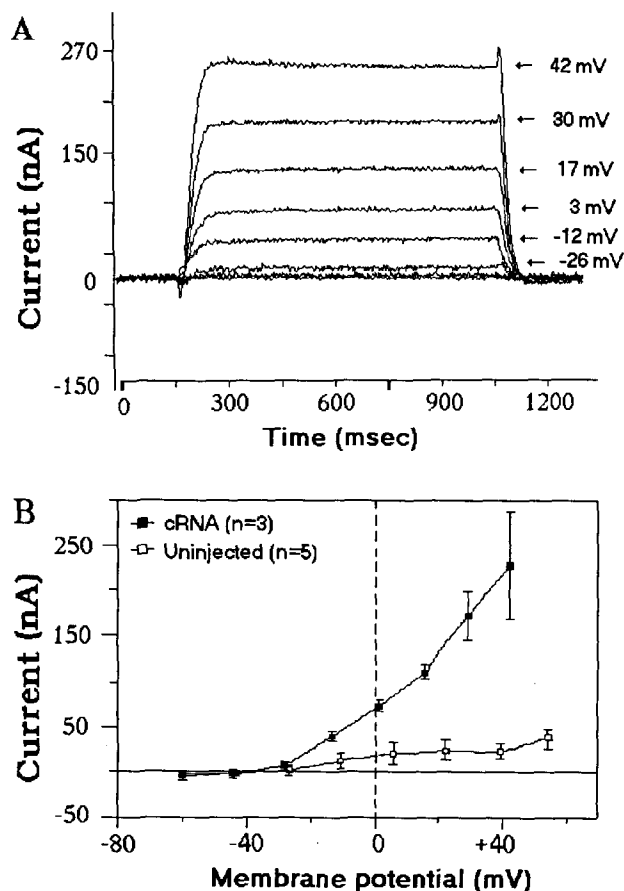 A
Current (nA)
270
150
0
-150
← 42 mV
← 30 mV
← 17 mV
← 3 mV
← -12 mV
← -26 mV
0 300 600 900 1200
Time (msec)
B
Current (nA)
250
150
50
-50
■ cRNA (n=3)
□ Uninjected (n=5)
-80 -40 0 +40
Membrane potential (mV)